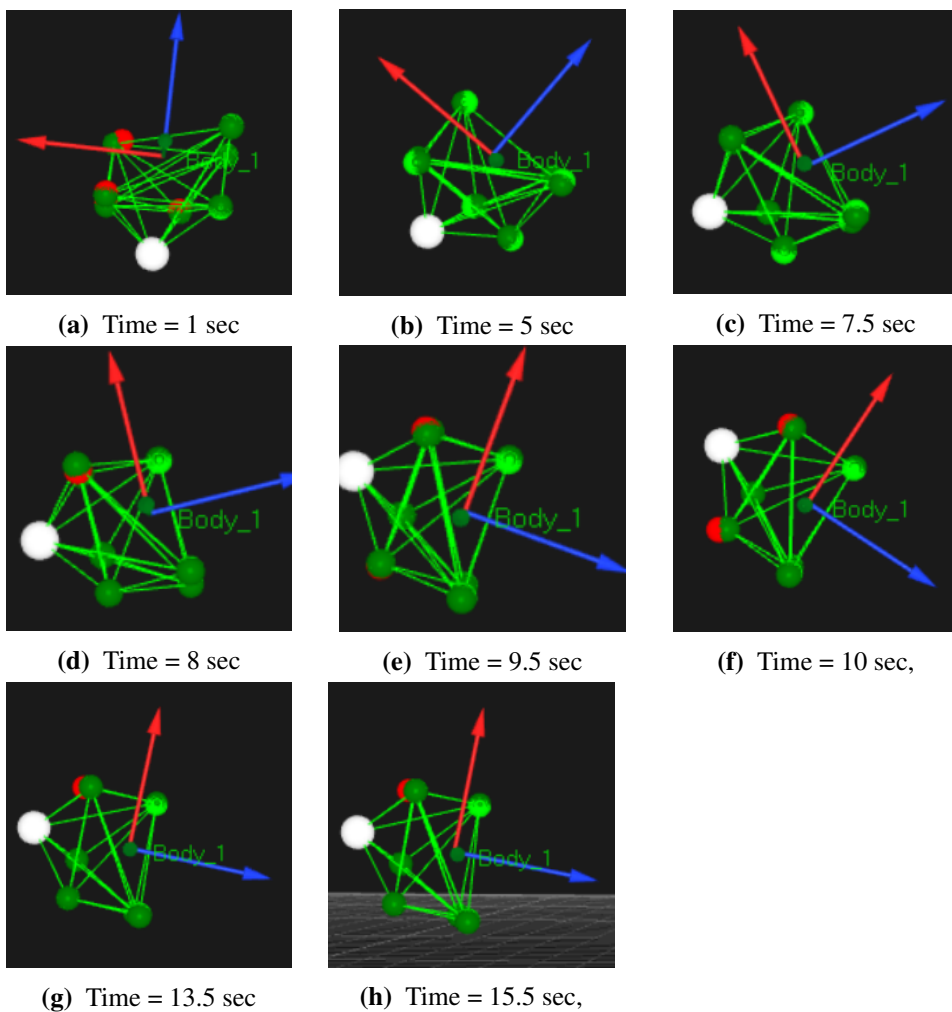 Body_1
Body_1
Body_1
(a) Time = 1 sec
(b) Time = 5 sec
(c) Time = 7.5 sec
Body_1
Body_1
Body_1
(d) Time = 8 sec
(e) Time = 9.5 sec
(f) Time = 10 sec,
Body_1
Body_1
(g) Time = 13.5 sec
(h) Time = 15.5 sec,